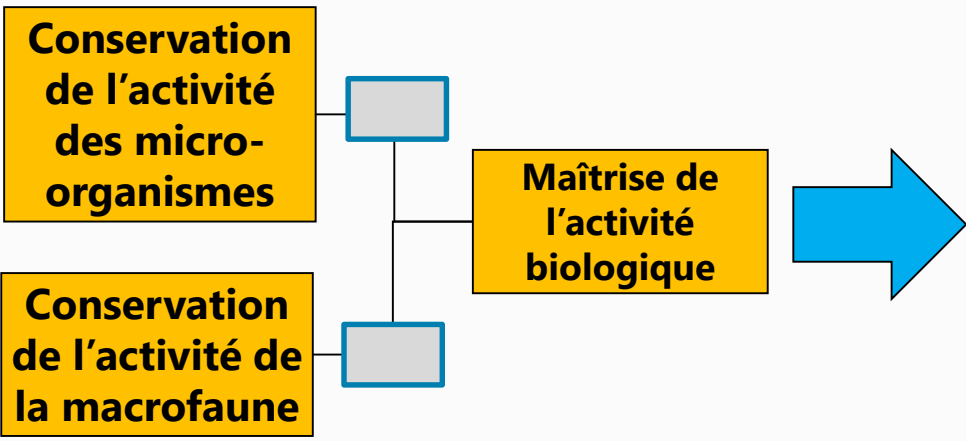 Conservation
de l’activité
des micro-
organismes
Maîtrise de
l’activité
biologique
Conservation
de l’activité de
la macrofaune